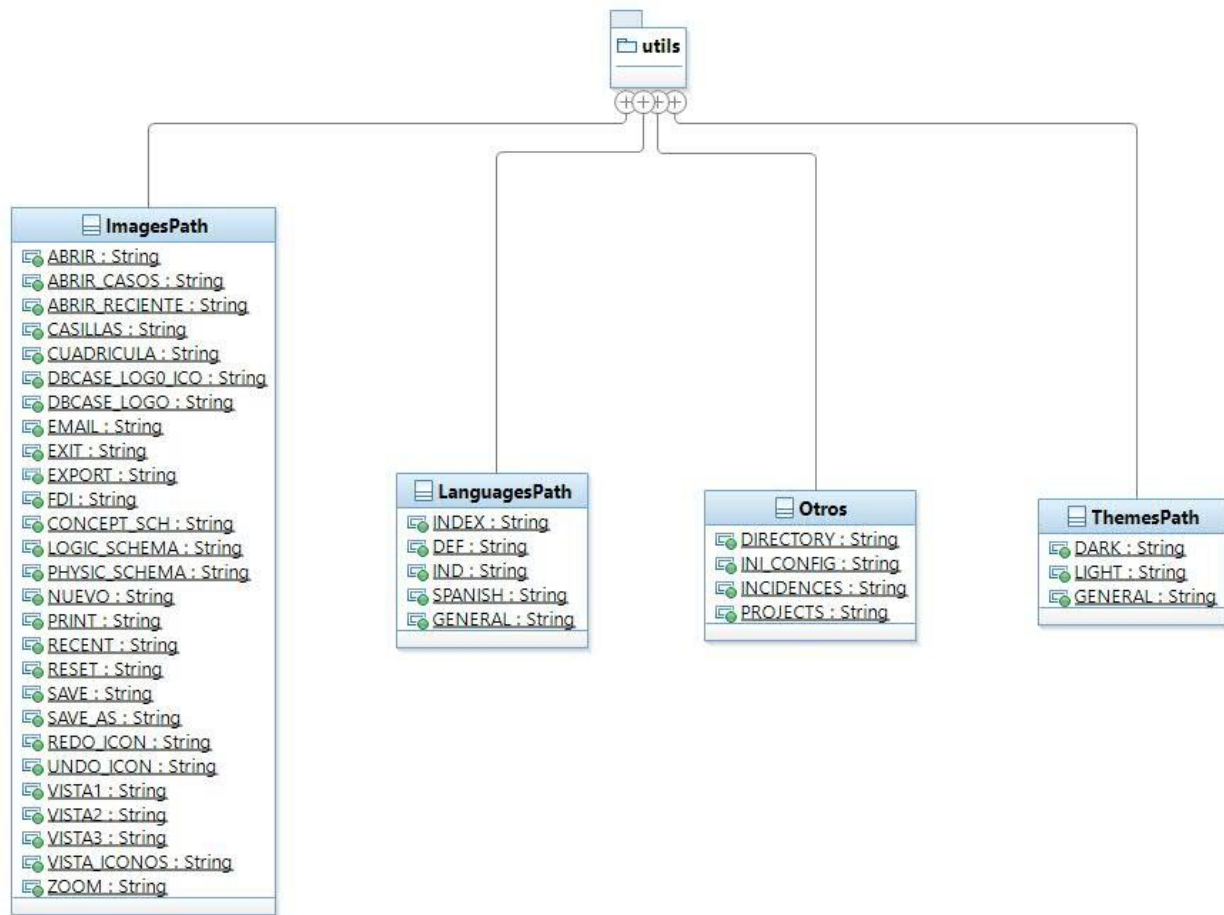 utils
ImagesPath
ABRIR : String
ABRIR_CASOS : String
ABRIR_RECIENTE : String
CASILLAS : String
CUADRICULA : String
DBCASE_LOG0_ICO : String
DBCASE_LOGO : String
EMAIL : String
EXIT : String
EXPORT : String
FDI : String
CONCEPT_SCH : String
LOGIC_SCHEMA : String
PHYSIC_SCHEMA : String
NUEVO : String
PRINT : String
RECENT : String
RESET : String
SAVE : String
SAVE_AS : String
REDO_ICON : String
UNDO_ICON : String
VISTA1 : String
VISTA2 : String
VISTA3 : String
VISTA_ICONOS : String
ZOOM : String
LanguagesPath
INDEX : String
DEF : String
IND : String
SPANISH : String
GENERAL : String
Otros
DIRECTORY : String
INI_CONFIG : String
INCIDENCES : String
PROJECTS : String
ThemesPath
DARK : String
LIGHT : String
GENERAL : String